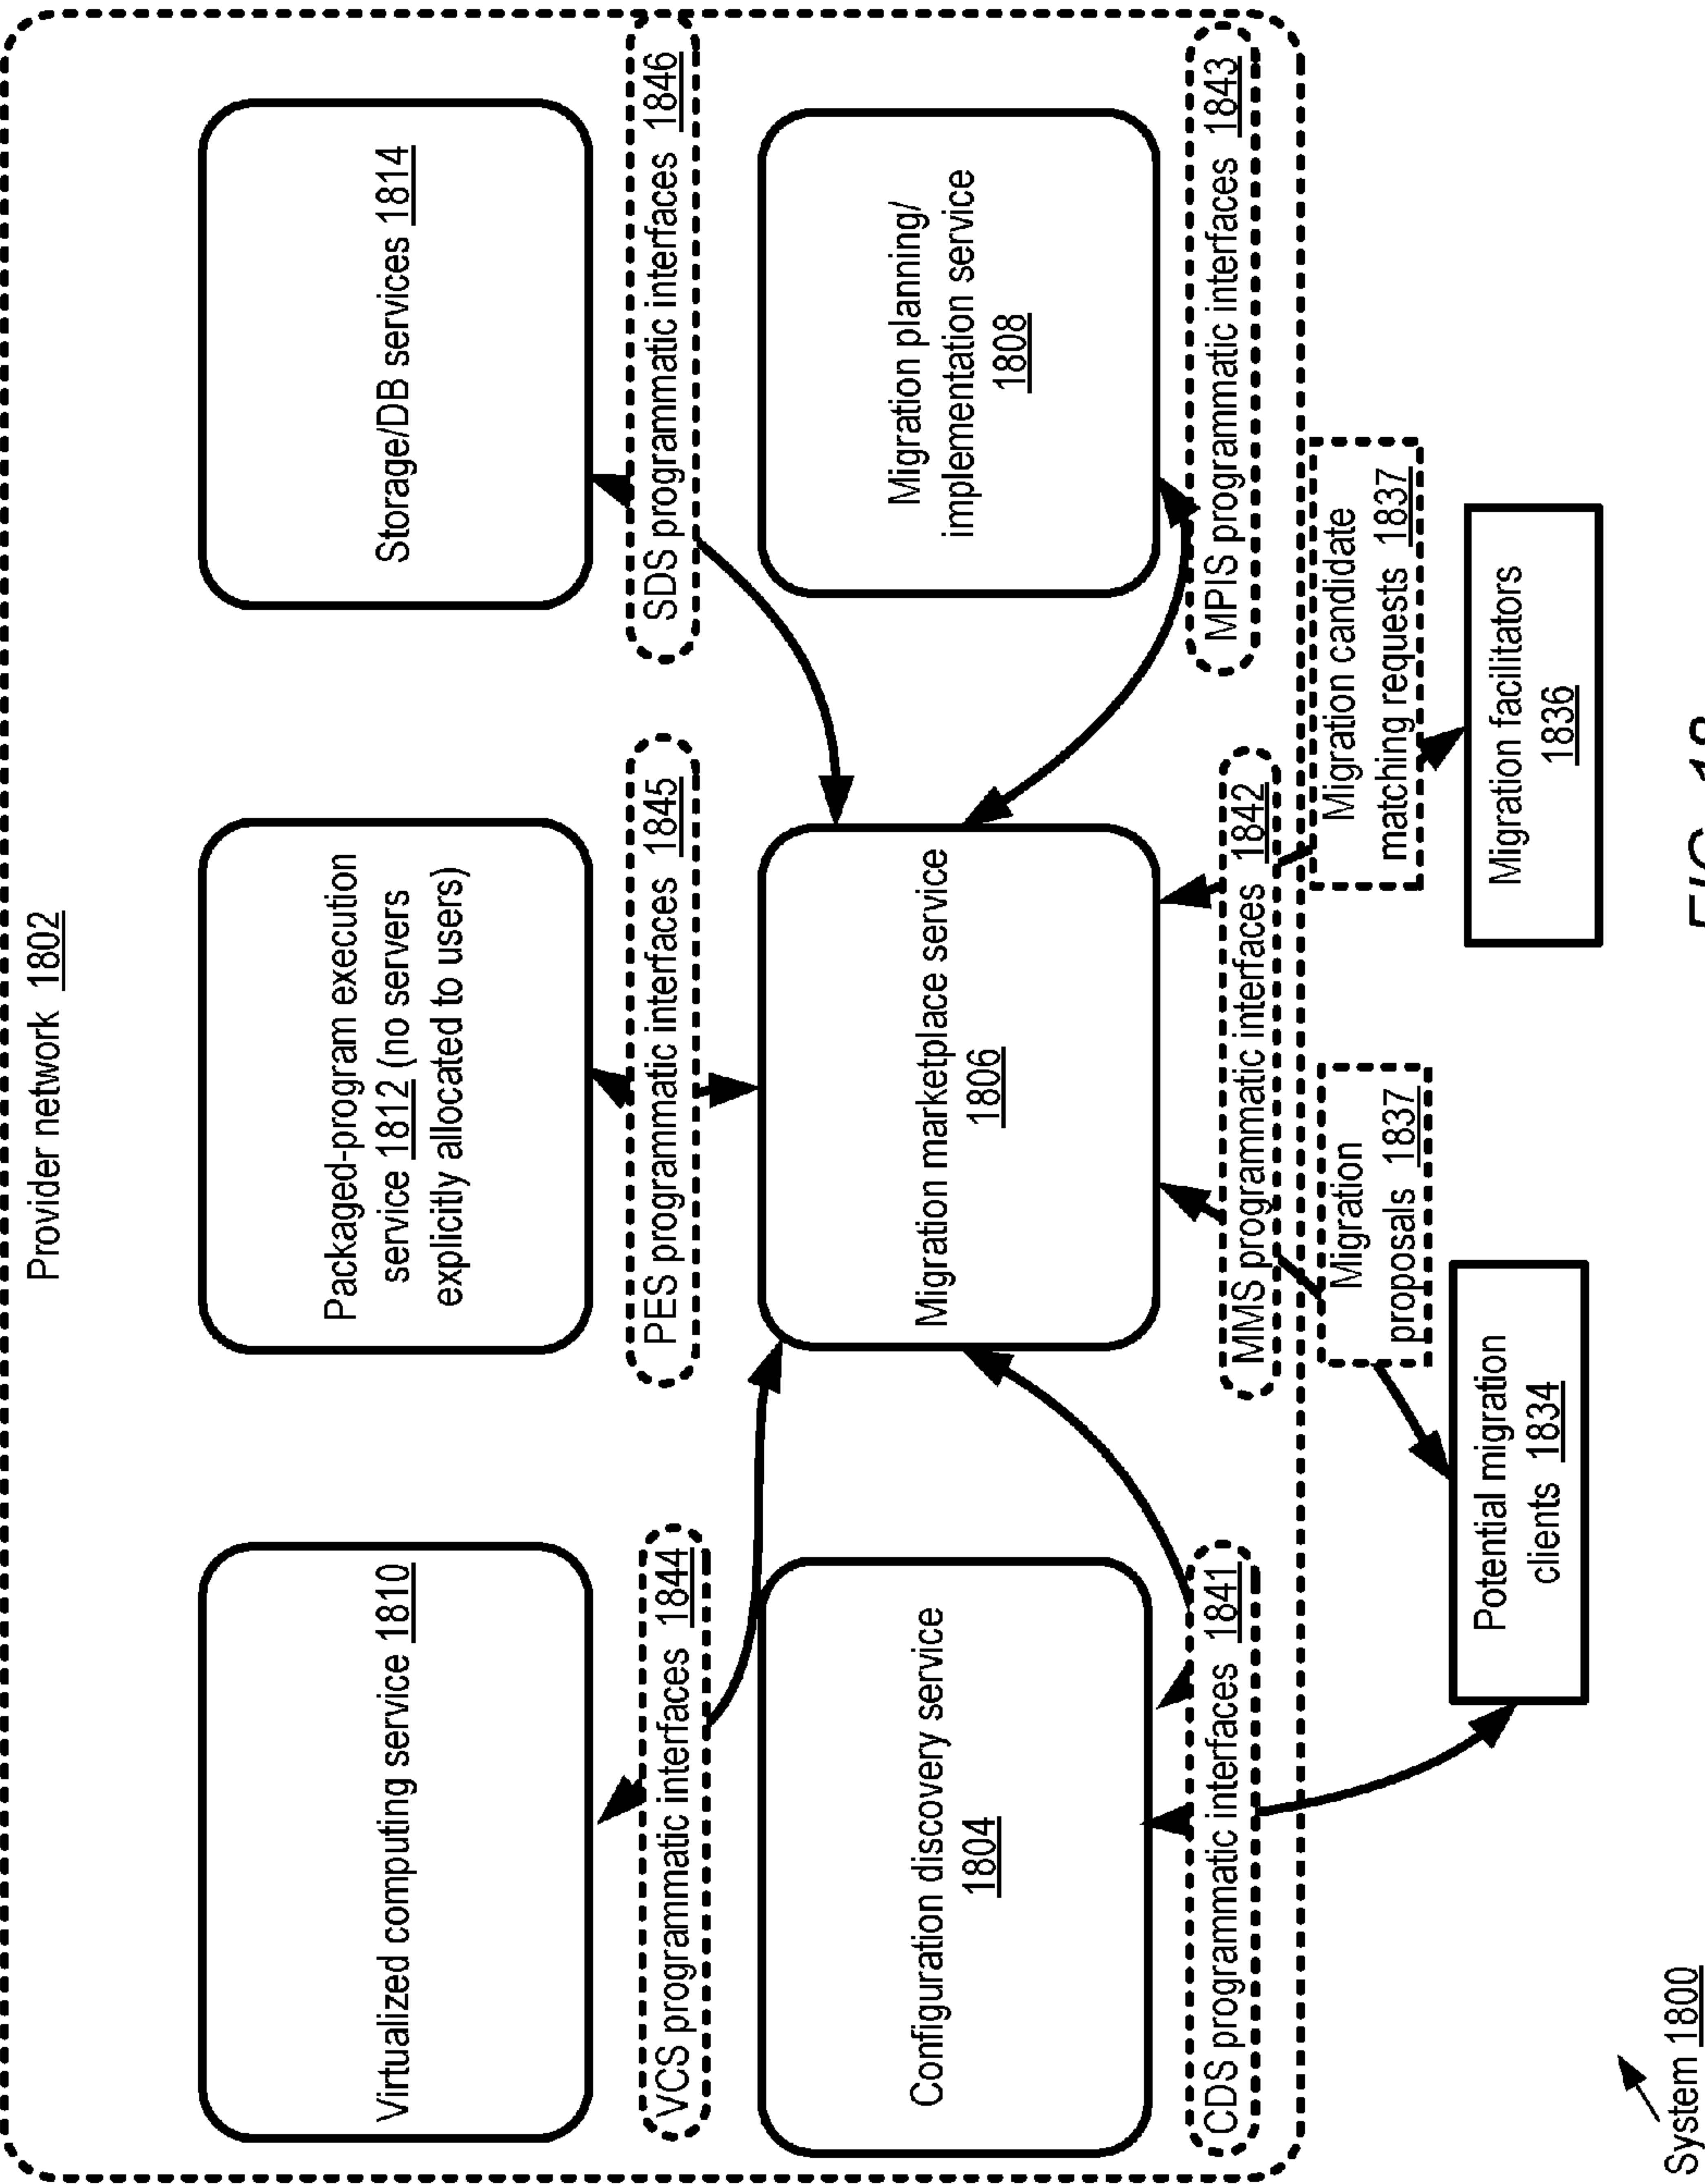 Provider network 1802
Virtualized computing service 1810
Packaged-program execution
service 1812 (no servers
explicitly allocated to users)
Storage/DB services 1814
VCS programmatic interfaces 1844
PES programmatic interfaces 1845
SDS programmatic interfaces 1846
Configuration discovery service
1804
Migration marketplace service
1806
Migration planning/
implementation service
1808
CDS programmatic interfaces 1841
MMS programmatic interfaces 1842
MPIS programmatic interfaces 1843
Migration
proposals 1837
Migration candidate
matching requests 1837
Potential migration
clients 1834
Migration facilitators
1836
System 1800